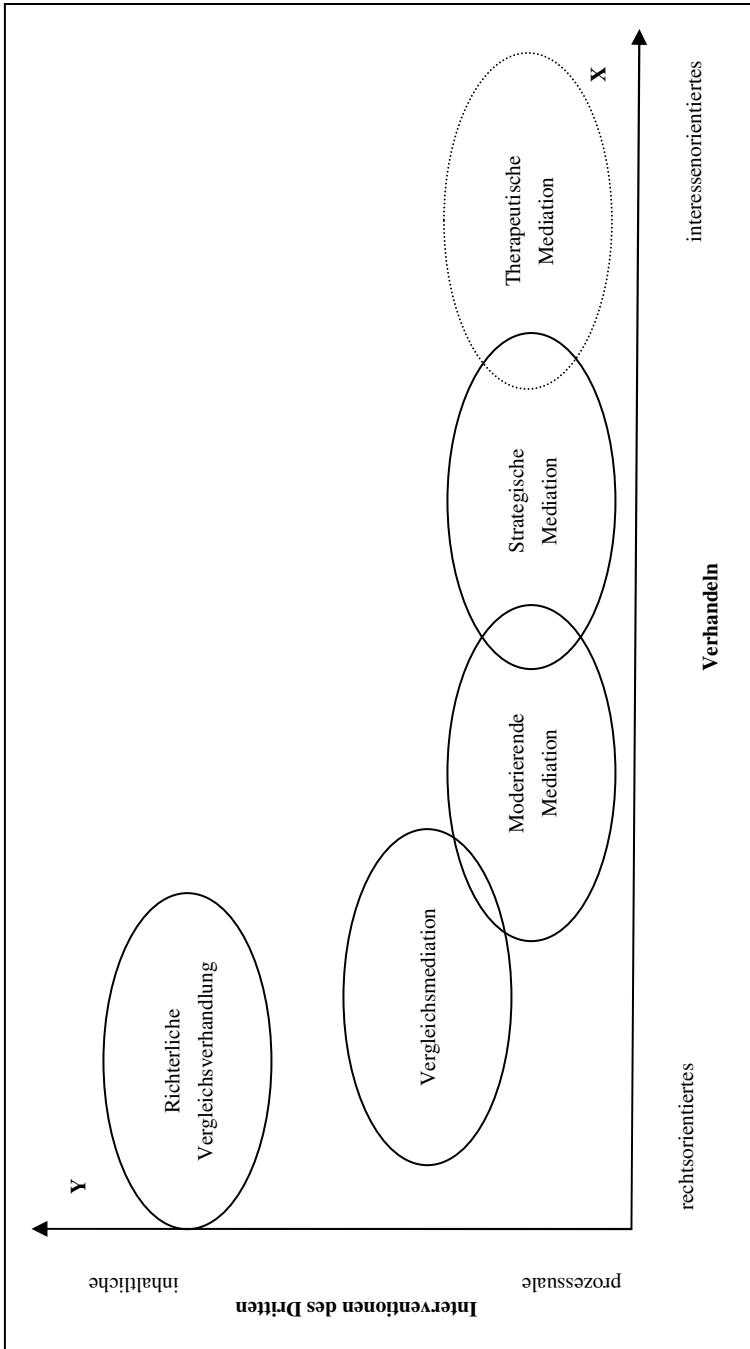 Y
inhaltliche
prozessuale
Interventionen des Dritten
Richterliche
Vergleichsverhandlung
Vergleichsmediation
Moderierende
Mediation
Strategische
Mediation
Therapeutische
Mediation
X
rechtsorientiertes
interessenorientiertes
Verhandeln